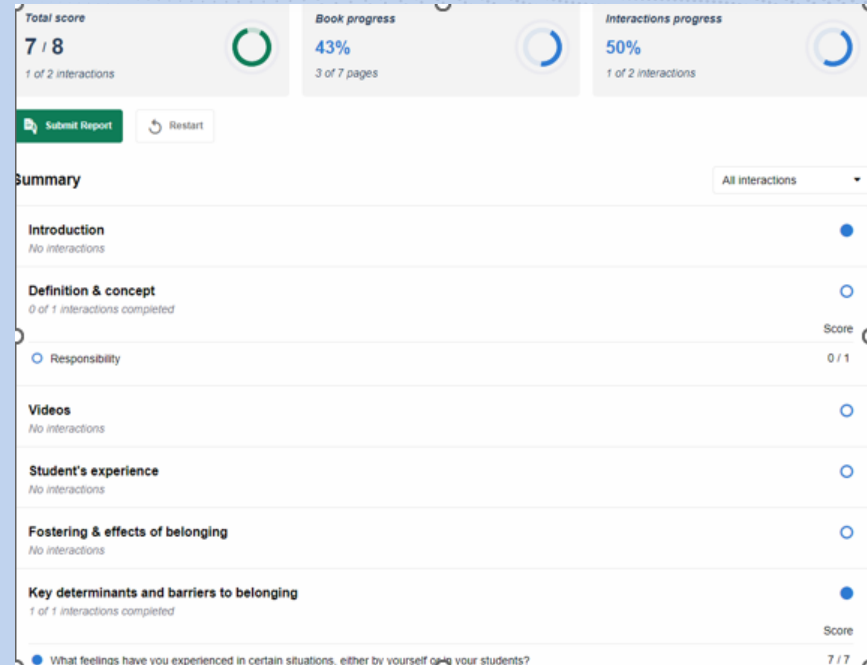 Total score
7 / 8
1 of 2 interactions
Book progress
43%
3 of 7 pages
Interactions progress
50%
1 of 2 interactions
Submit Report
Restart
Summary
All interactions
Introduction
No interactions
Definition & concept
0 of 1 interactions completed
Score
Responsibility
0 / 1
Videos
No interactions
Student's experience
No interactions
Fostering & effects of belonging
No interactions
Key determinants and barriers to belonging
1 of 1 interactions completed
Score
What feelings have you experienced in certain situations, either by yourself or in your students?
7 / 7